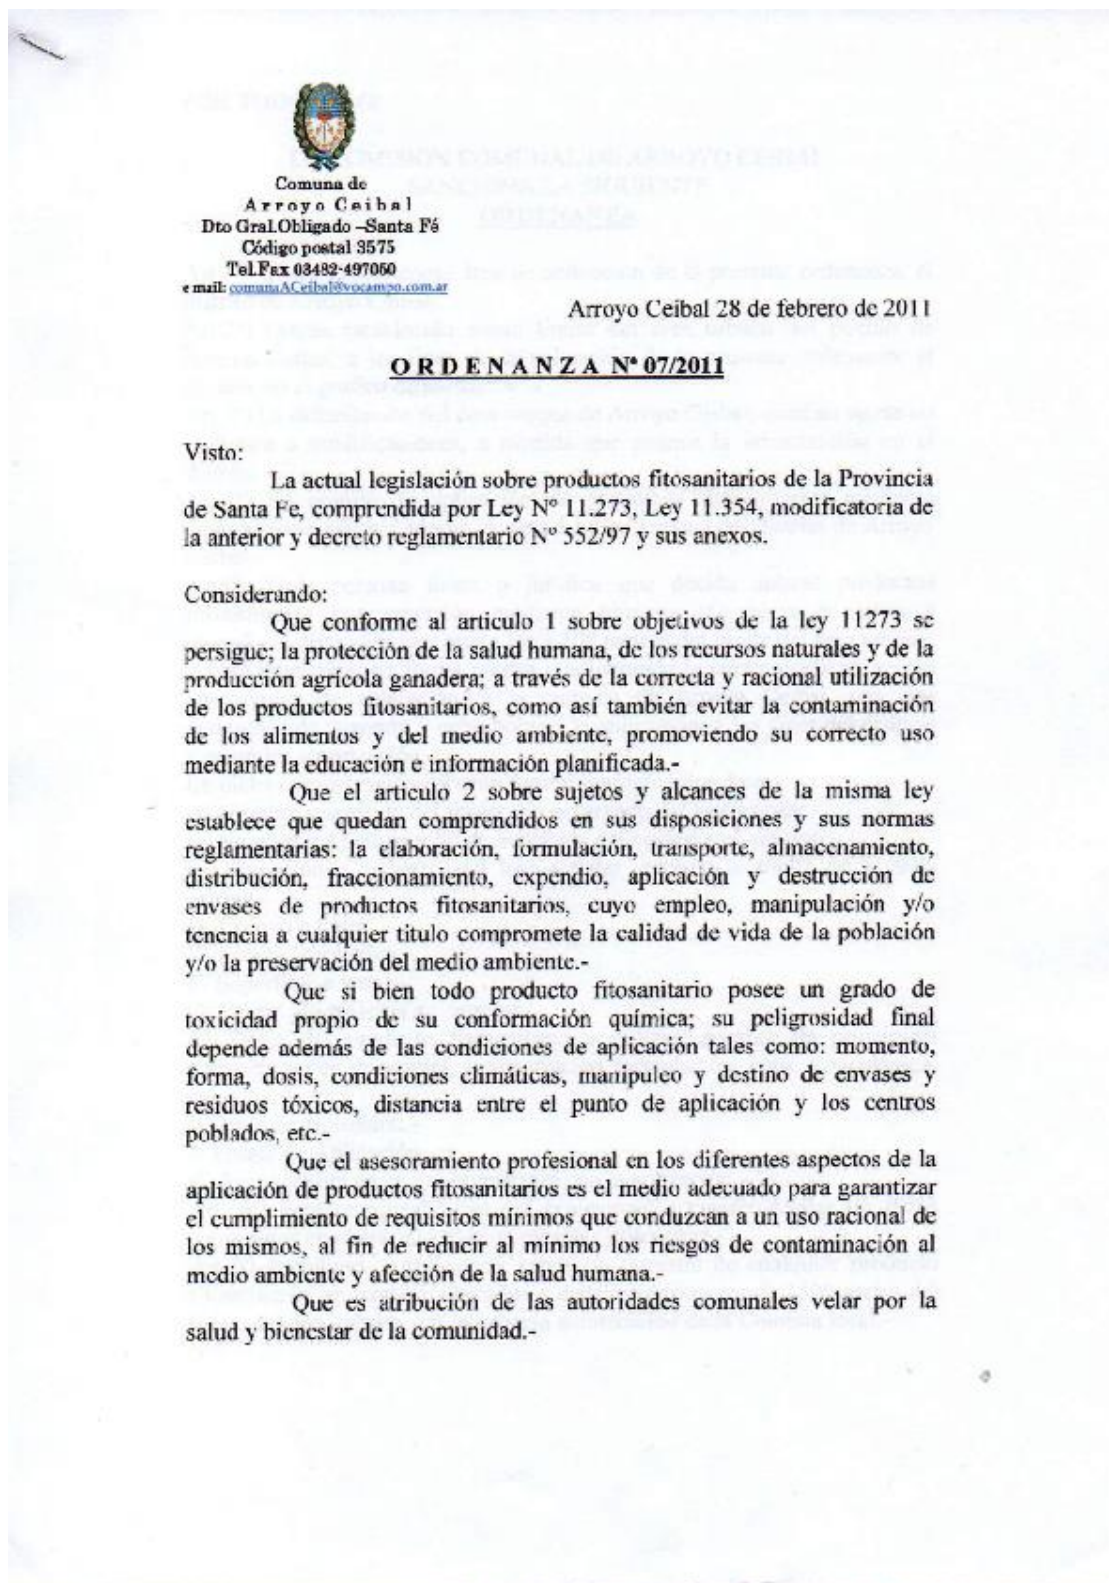 Comuna de
Arroyo Ceibal
Dto Gral.Obligado –Santa Fé
Código postal 3575
Tel.Fax 03482-497050
e mail: comunaACeibal@vocampo.com.ar
Arroyo Ceibal 28 de febrero de 2011
O R D E N A N Z A Nº 07/2011
Visto:
La actual legislación sobre productos fitosanitarios de la Provincia
de Santa Fe, comprendida por Ley Nº 11.273, Ley 11.354, modificatoria de
la anterior y decreto reglamentario Nº 552/97 y sus anexos.
Considerando:
Que conforme al articulo 1 sobre objetivos de la ley 11273 se
persigue; la protección de la salud humana, de los recursos naturales y de la
producción agrícola ganadera; a través de la correcta y racional utilización
de los productos fitosanitarios, como así también evitar la contaminación
de los alimentos y del medio ambiente, promoviendo su correcto uso
mediante la educación e información planificada.-
Que el articulo 2 sobre sujetos y alcances de la misma ley
establece que quedan comprendidos en sus disposiciones y sus normas
reglamentarias: la elaboración, formulación, transporte, almacenamiento,
distribución, fraccionamiento, expendio, aplicación y destrucción de
envases de productos fitosanitarios, cuyo empleo, manipulación y/o
tenencia a cualquier titulo compromete la calidad de vida de la población
y/o la preservación del medio ambiente.-
Que si bien todo producto fitosanitario posee un grado de
toxicidad propio de su conformación química; su peligrosidad final
depende además de las condiciones de aplicación tales como: momento,
forma, dosis, condiciones climáticas, manipuleo y destino de envases y
residuos tóxicos, distancia entre el punto de aplicación y los centros
poblados, etc.-
Que el asesoramiento profesional en los diferentes aspectos de la
aplicación de productos fitosanitarios es el medio adecuado para garantizar
el cumplimiento de requisitos mínimos que conduzcan a un uso racional de
los mismos, al fin de reducir al mínimo los riesgos de contaminación al
medio ambiente y afección de la salud humana.-
Que es atribución de las autoridades comunales velar por la
salud y bienestar de la comunidad.-